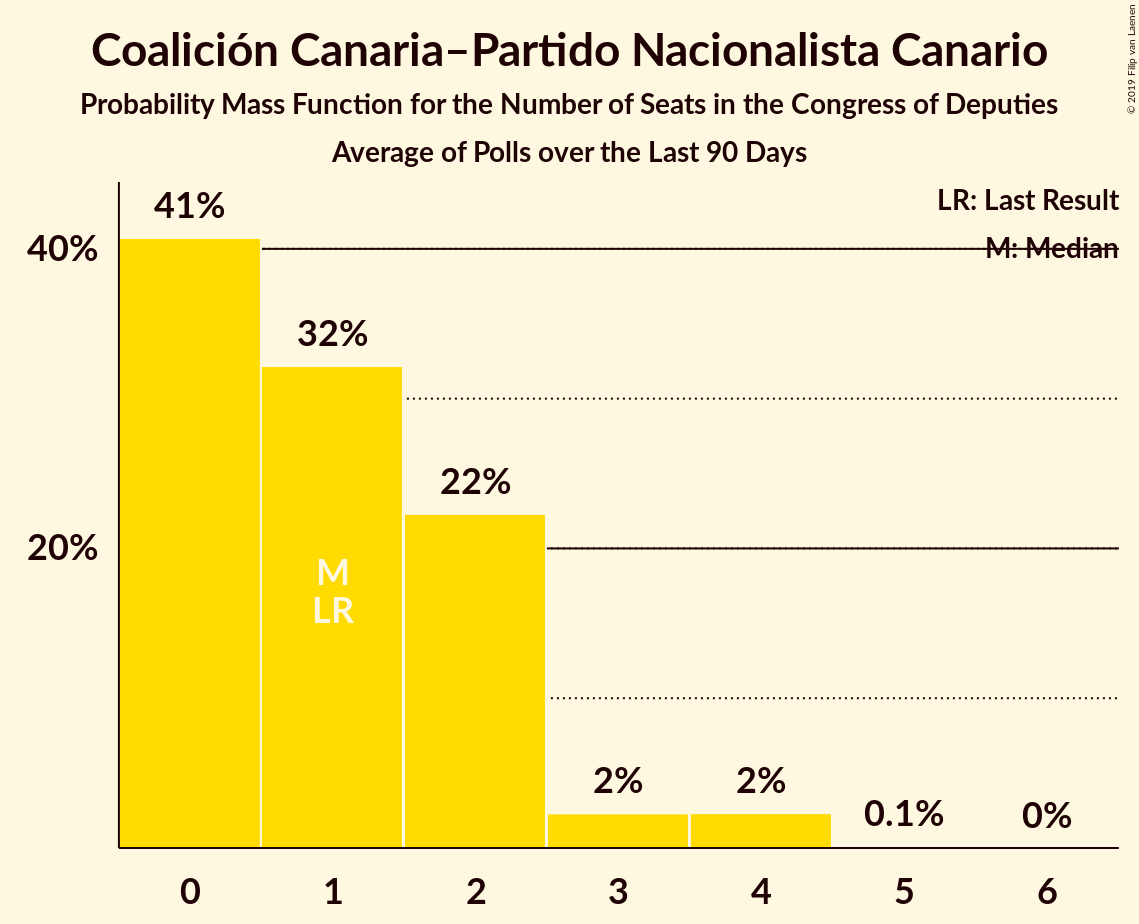 Coalición Canaria–Partido Nacionalista Canario
Probability Mass Function for the Number of Seats in the Congress of Deputies
Average of Polls over the Last 90 Days
© 2019 Filip van Laenen
LR: Last Result
M: Median
41%
40%
32%
22%
20%
M
LR
2%
2%
0.1%
0%
0 1 2 3 4 5 6